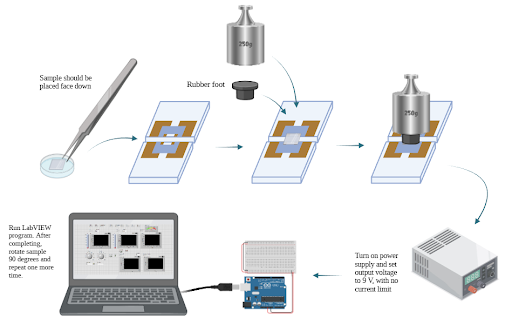 Sample should be
placed face down
250g
Rubber foot
250g
Run LabVIEW
program. After
completing,
rotate sample
90 degrees and
repeat one more
time.
Turn on power
supply and set
output voltage
to 9 V, with no
current limit